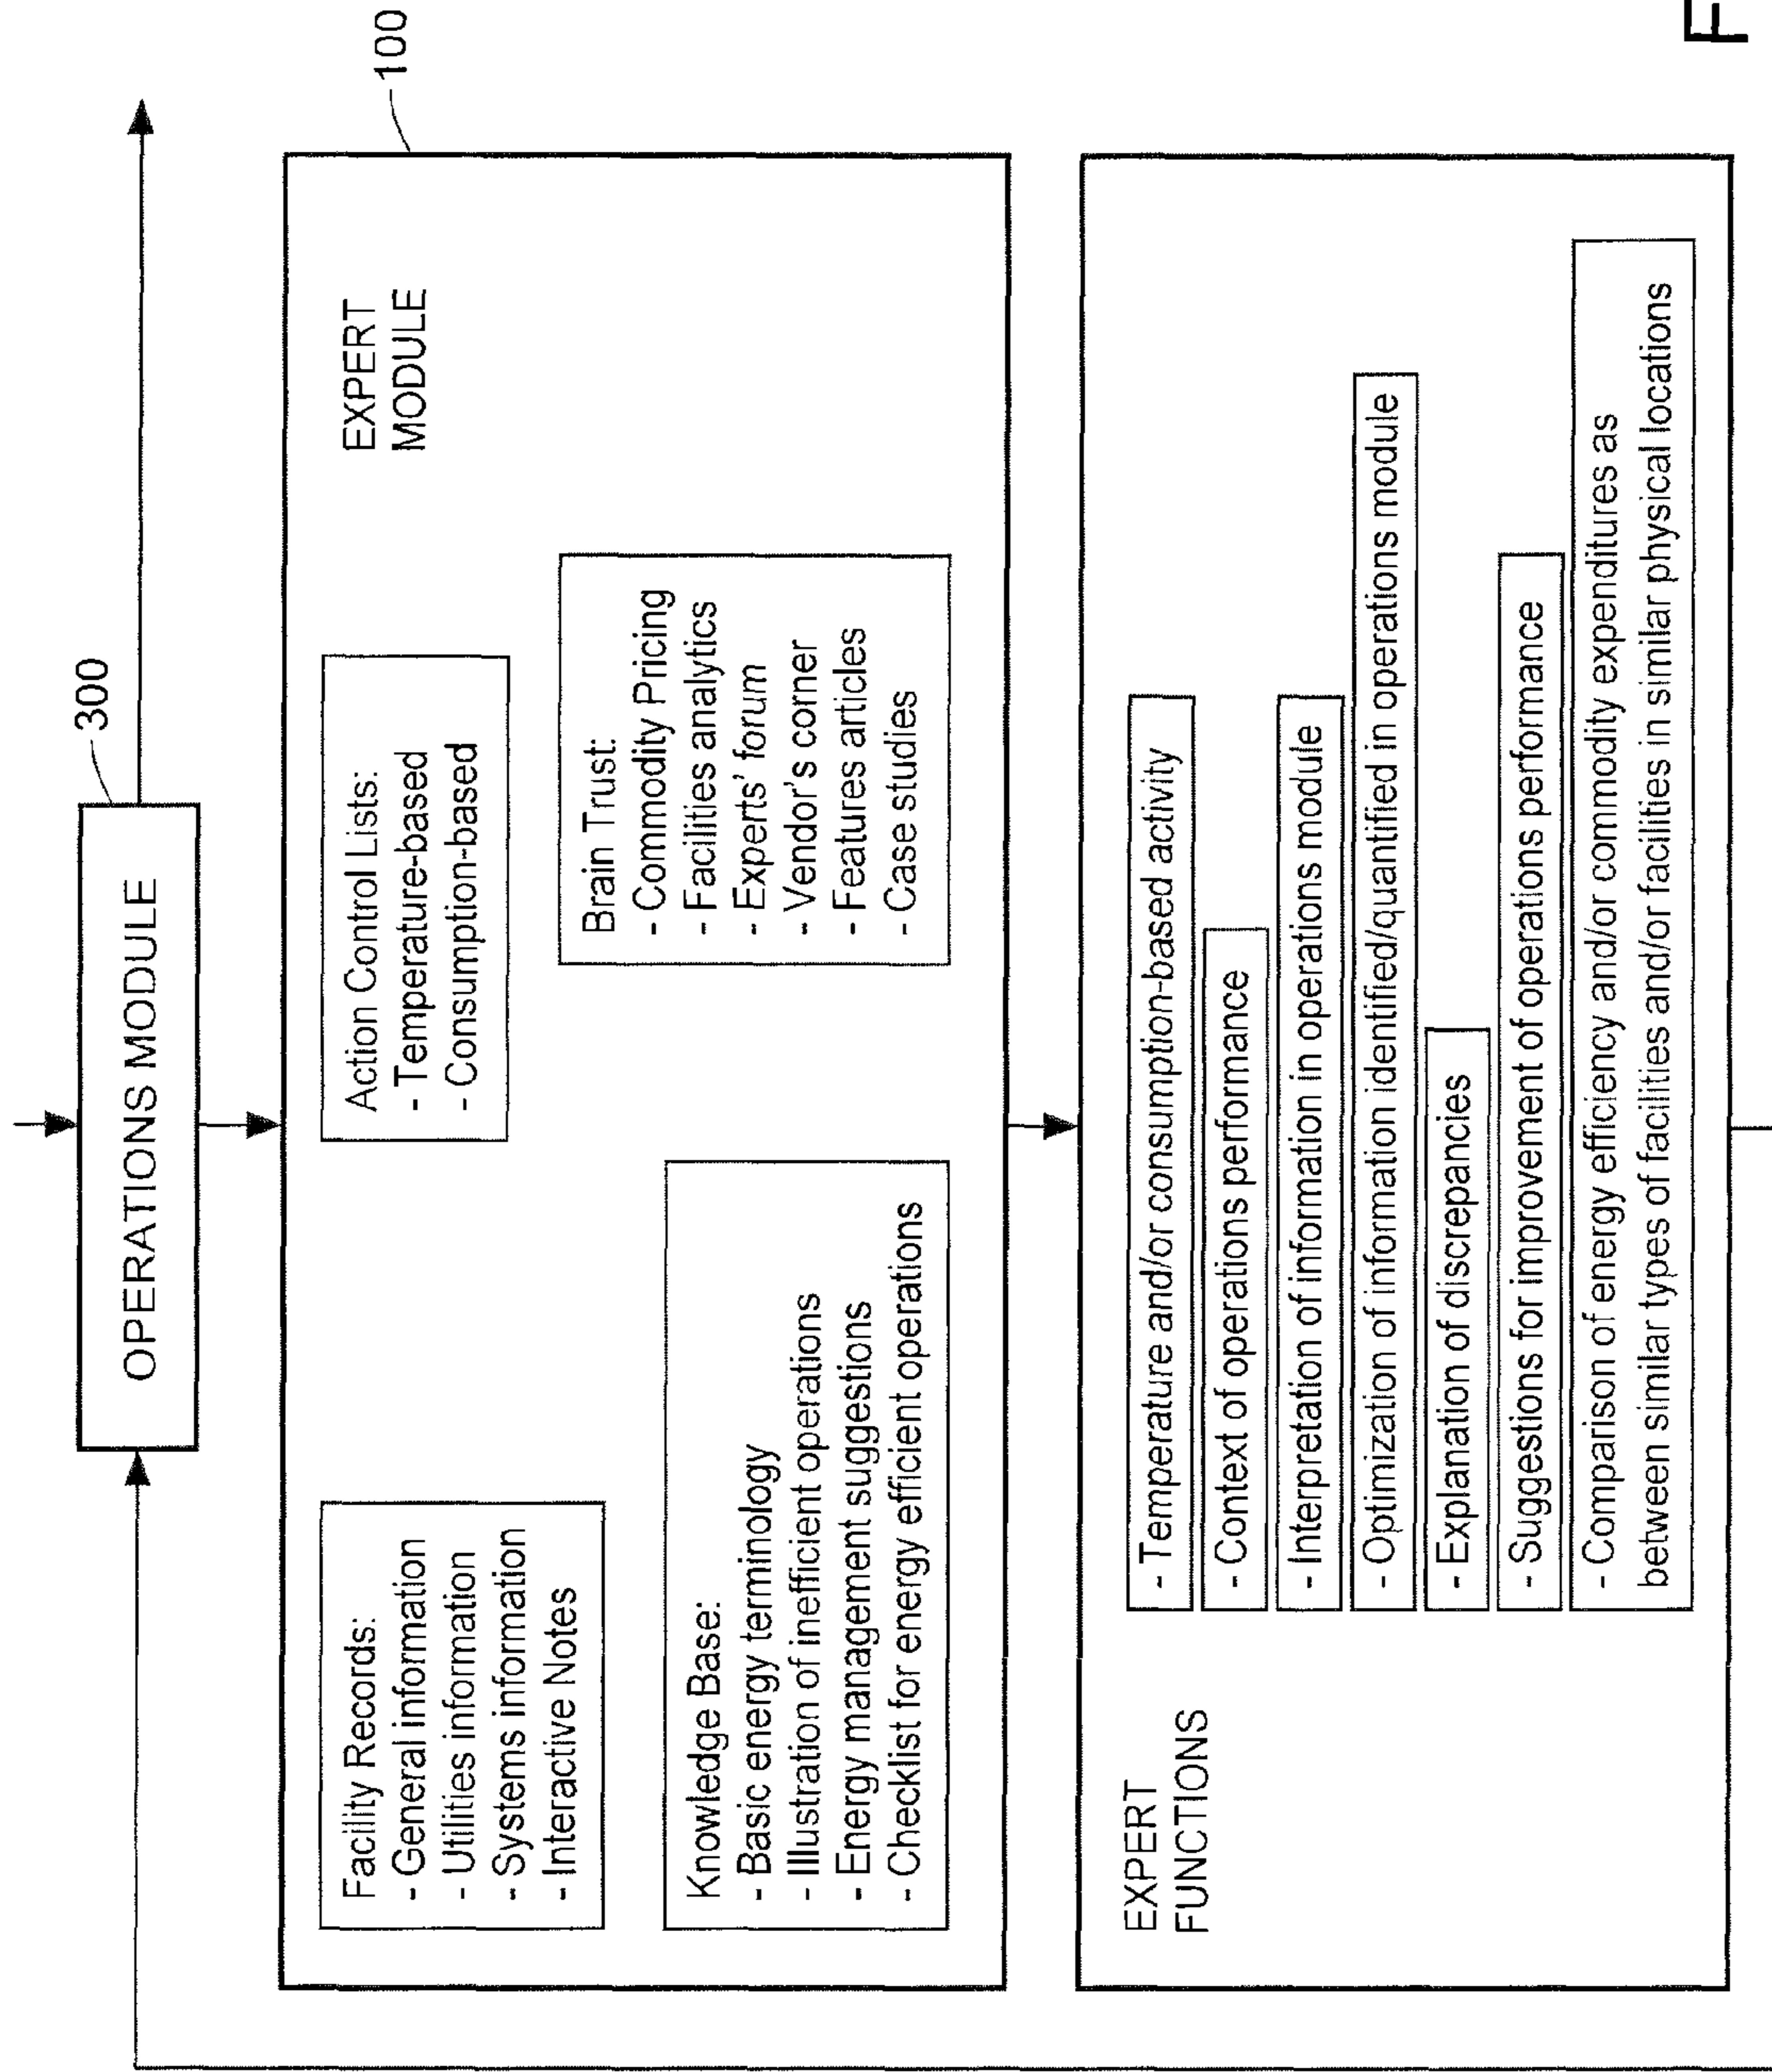 300
OPERATIONS MODULE
100
EXPERT
MODULE
Facility Records:
- General information
- Utilities information
- Systems information
- Interactive Notes
Action Control Lists:
- Temperature-based
- Consumption-based
Knowledge Base:
- Basic energy terminology
- Illustration of inefficient operations
- Energy management suggestions
- Checklist for energy efficient operations
Brain Trust:
- Commodity Pricing
- Facilities analytics
- Experts' forum
- Vendor's corner
- Features articles
- Case studies
EXPERT
FUNCTIONS
- Temperature and/or consumption-based activity
- Context of operations performance
- Interpretation of information in operations module
- Optimization of information identified/quantified in operations module
- Explanation of discrepancies
- Suggestions for improvement of operations performance
- Comparison of energy efficiency and/or commodity expenditures as
between similar types of facilities and/or facilities in similar physical locations
F